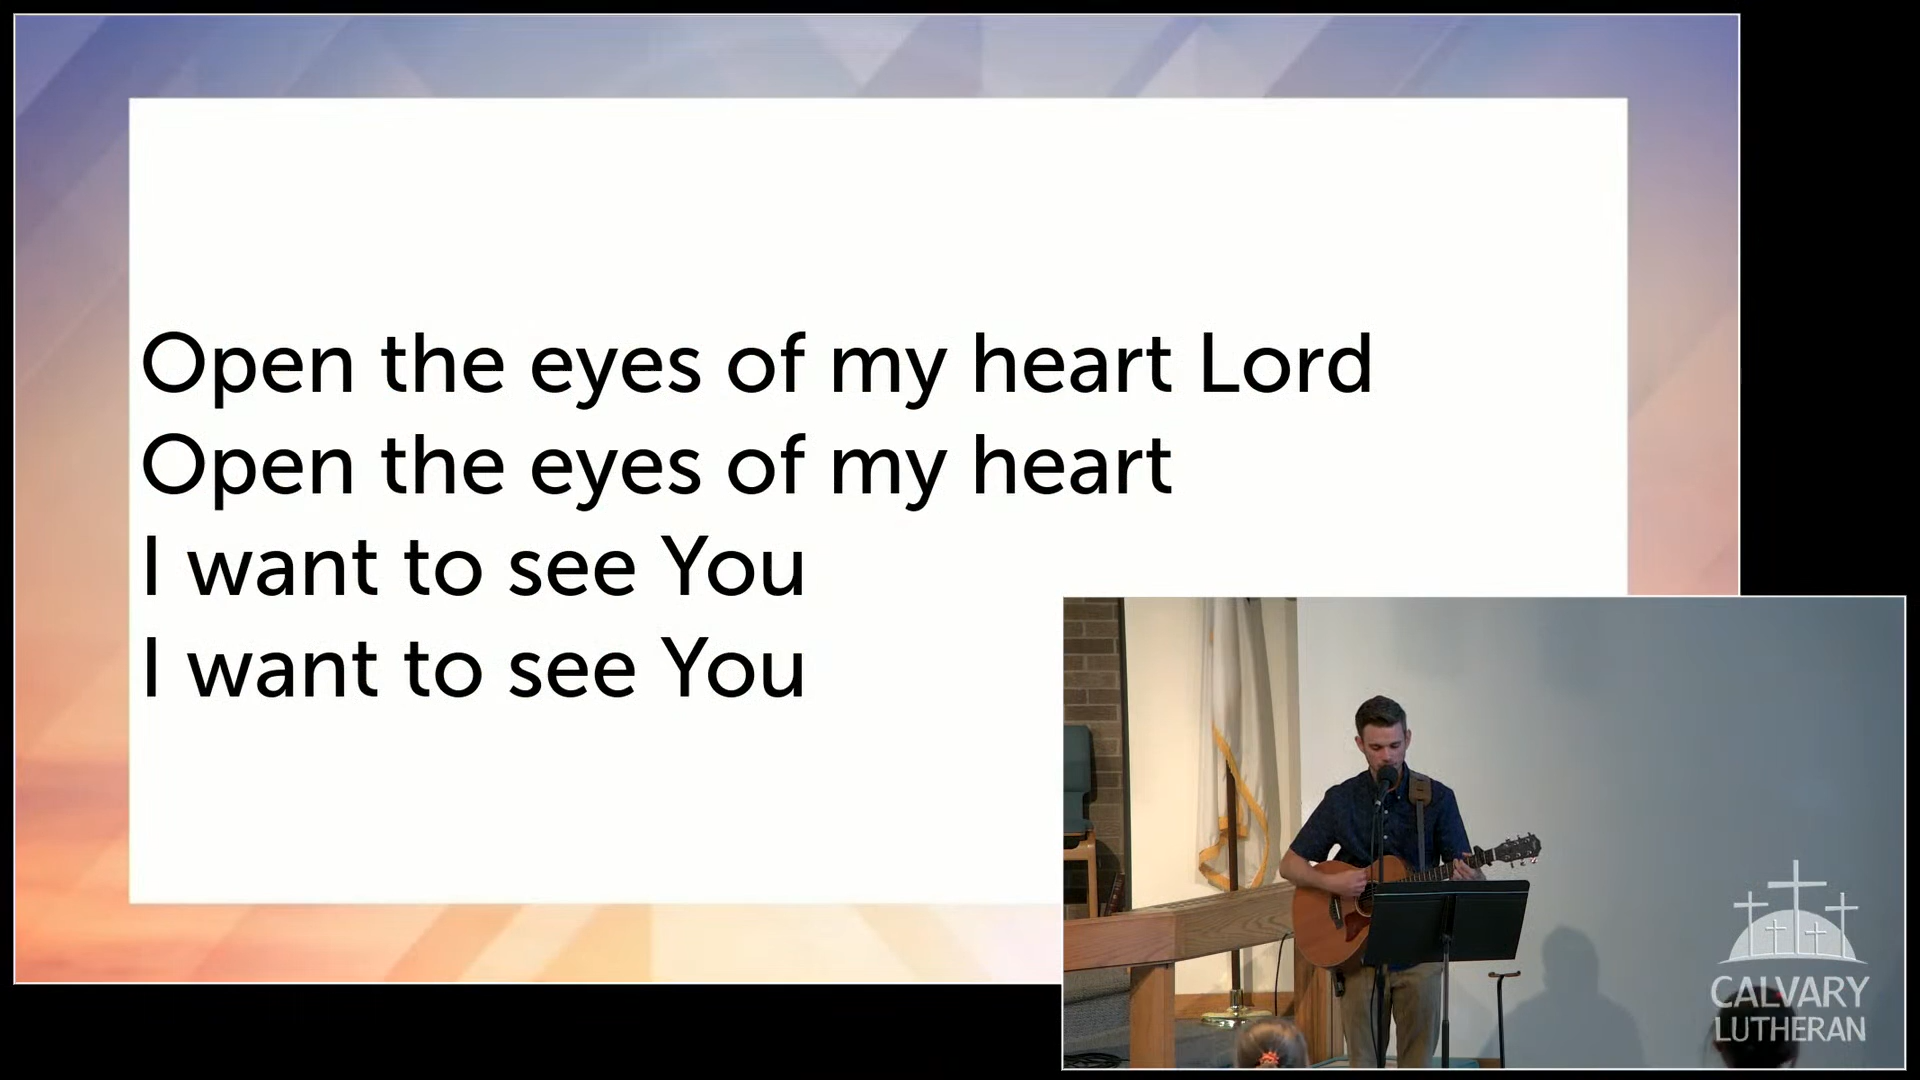 Open the eyes of my heart Lord
Open the eyes of my heart
I want to see You
I want to see You
CALVARY
LUTHERAN